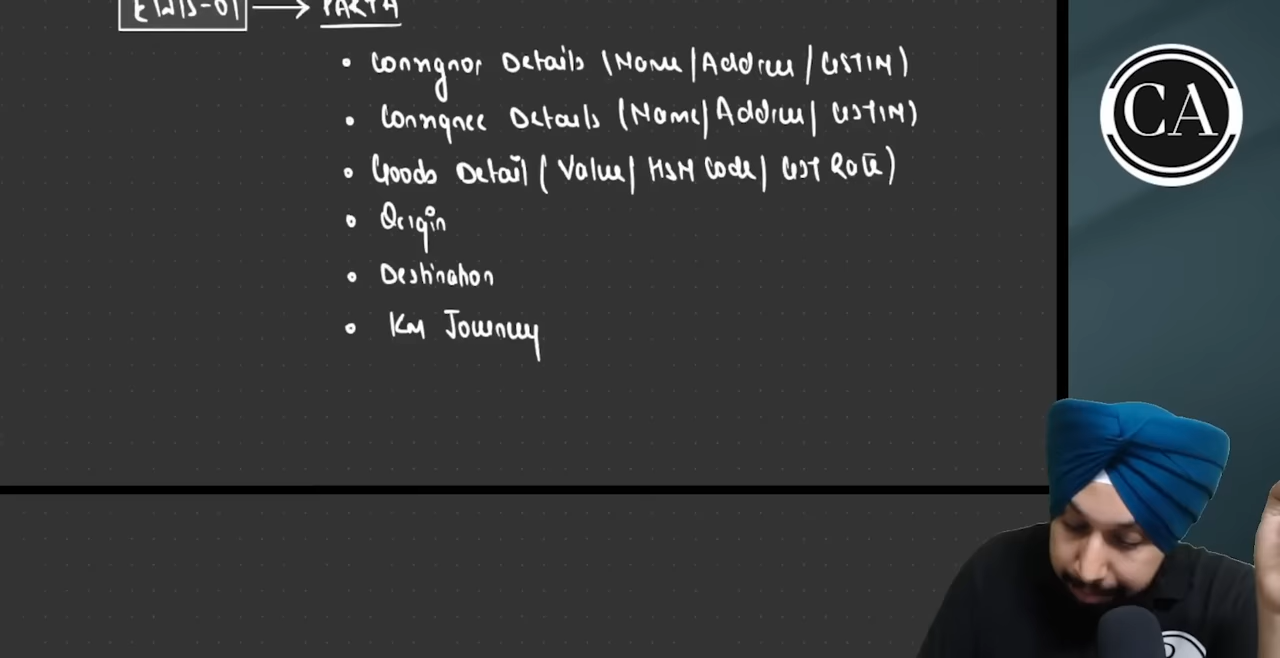 EWB-01 → PART A
• Consignor Details (Name/Address/GSTIN)
• Consignee Details (Name/Address/GSTIN)
• Goods Detail (Value/HSN Code/GST Rate)
• Origin
• Destination
• KM Journey
CA